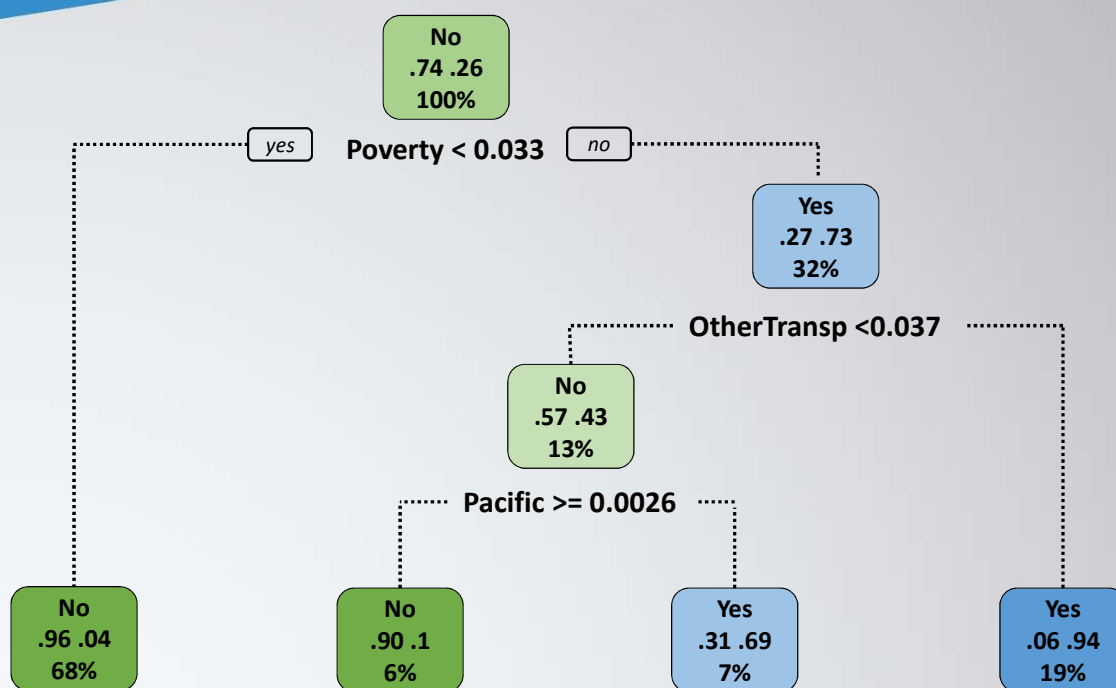 No
.74 .26
100%
yes
Poverty < 0.033
no
Yes
.27 .73
32%
OtherTransp <0.037
No
.57 .43
13%
Pacific >= 0.0026
No
.96 .04
68%
No
.90 .1
6%
Yes
.31 .69
7%
Yes
.06 .94
19%